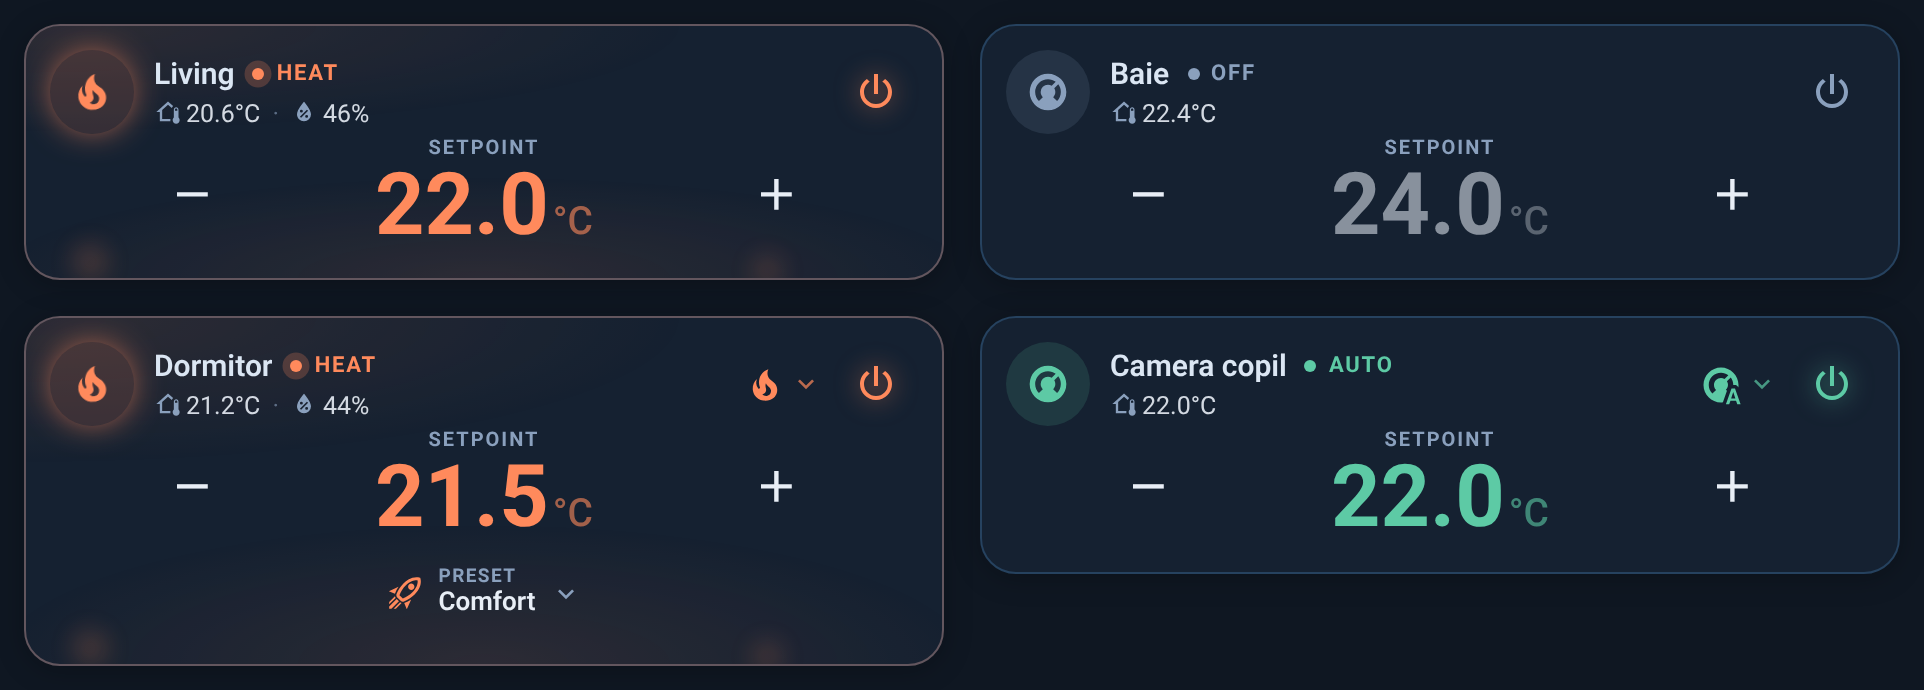 Living HEAT
20.6°C · 46%
SETPOINT
− 22.0 °C +
Baie OFF
22.4°C
SETPOINT
− 24.0 °C +
Dormitor HEAT
21.2°C · 44%
SETPOINT
− 21.5 °C +
PRESET
Comfort
Camera copil AUTO
A
22.0°C
SETPOINT
− 22.0 °C +